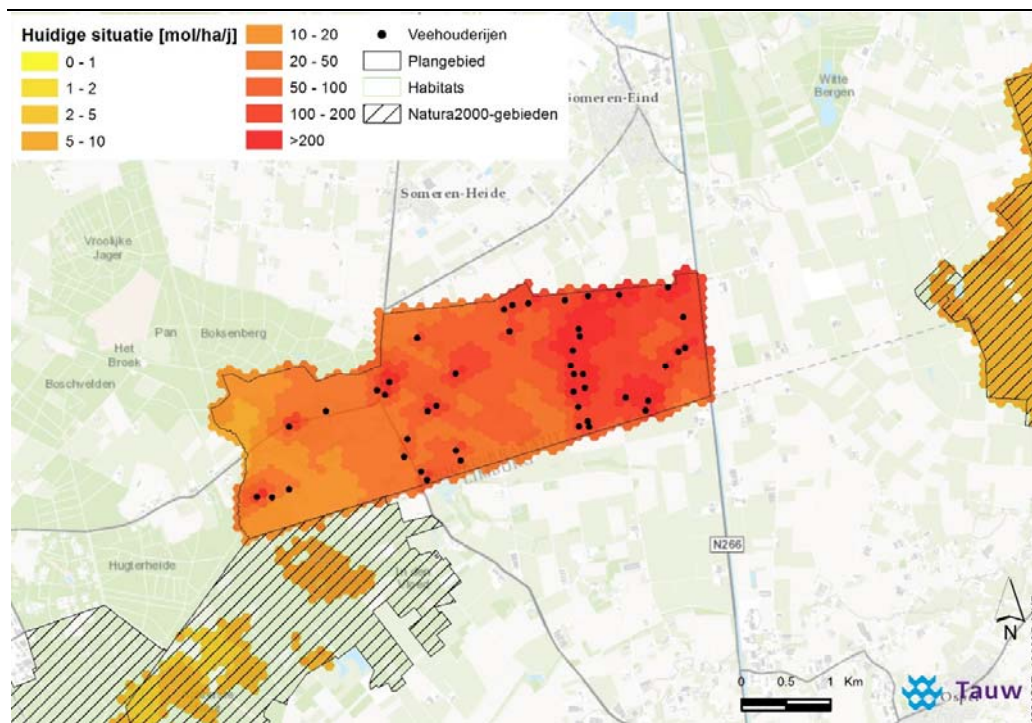 Huidige situatie [mol/ha/j]
0 - 1
1 - 2
2 - 5
5 - 10
10 - 20
20 - 50
50 - 100
100 - 200
>200
Veehouderijen
Plangebied
Habitats
Natura2000-gebieden
Someren-Eind
Witte
Bergen
Someren-Heide
Vroolijke
Jager
Pan
Boksenberg
Het
Broek
Boschvelden
LIMBURG
Hugterheide
N266
N
0 0.5 1 Km
Tauw